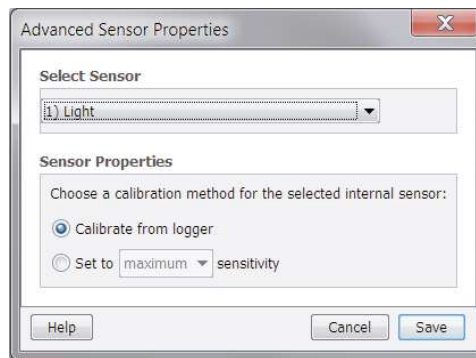 Advanced Sensor Properties
Select Sensor
1) Light
Sensor Properties
Choose a calibration method for the selected internal sensor:
Calibrate from logger
Set to maximum sensitivity
Help Cancel Save